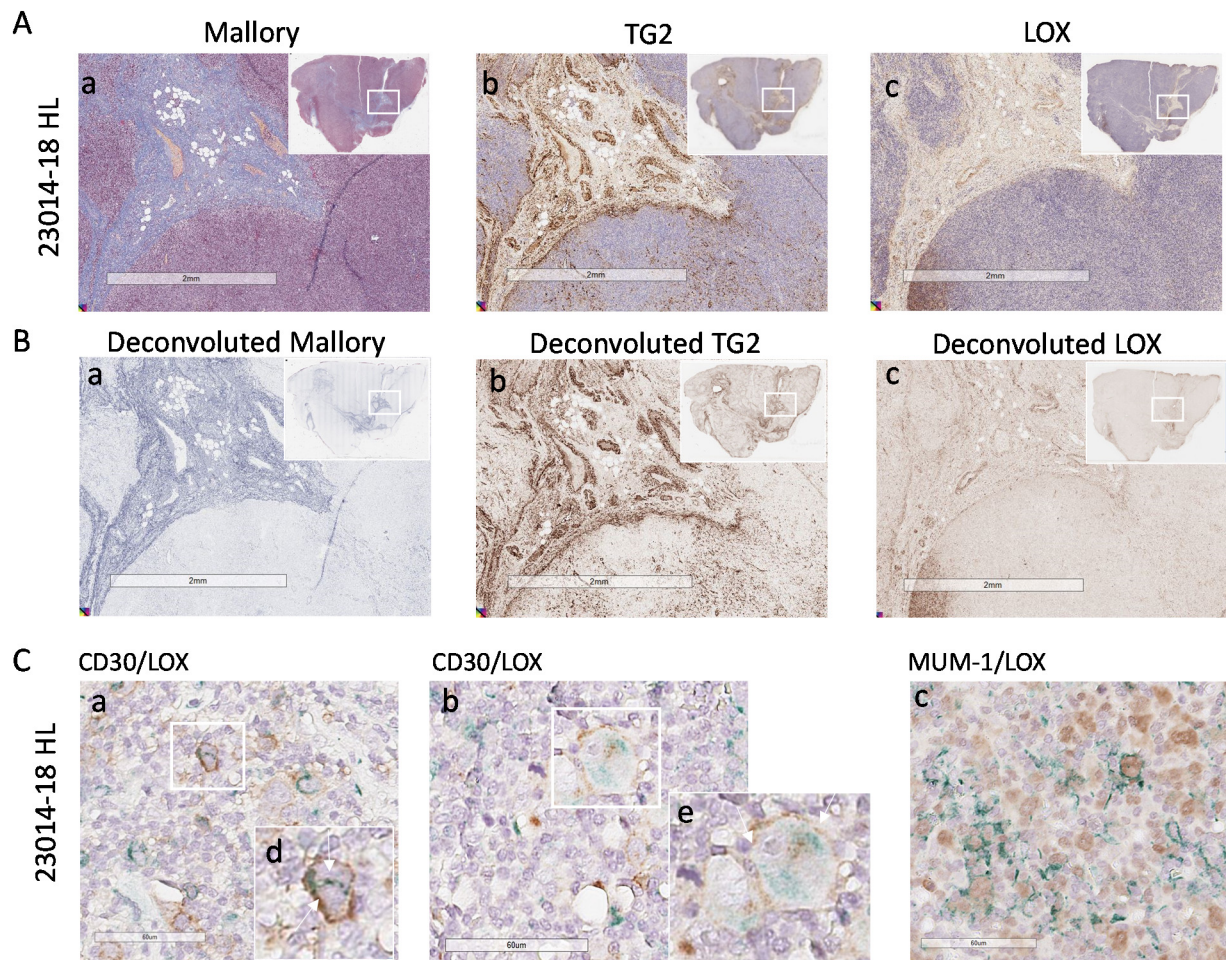 A
Mallory
TG2
LOX
23014-18 HL
a
b
c
2mm
2mm
2mm
B
Deconvoluted Mallory
Deconvoluted TG2
Deconvoluted LOX
a
b
c
2mm
2mm
2mm
C
CD30/LOX
CD30/LOX
MUM-1/LOX
23014-18 HL
a
b
c
d
e
60um
60um
60um